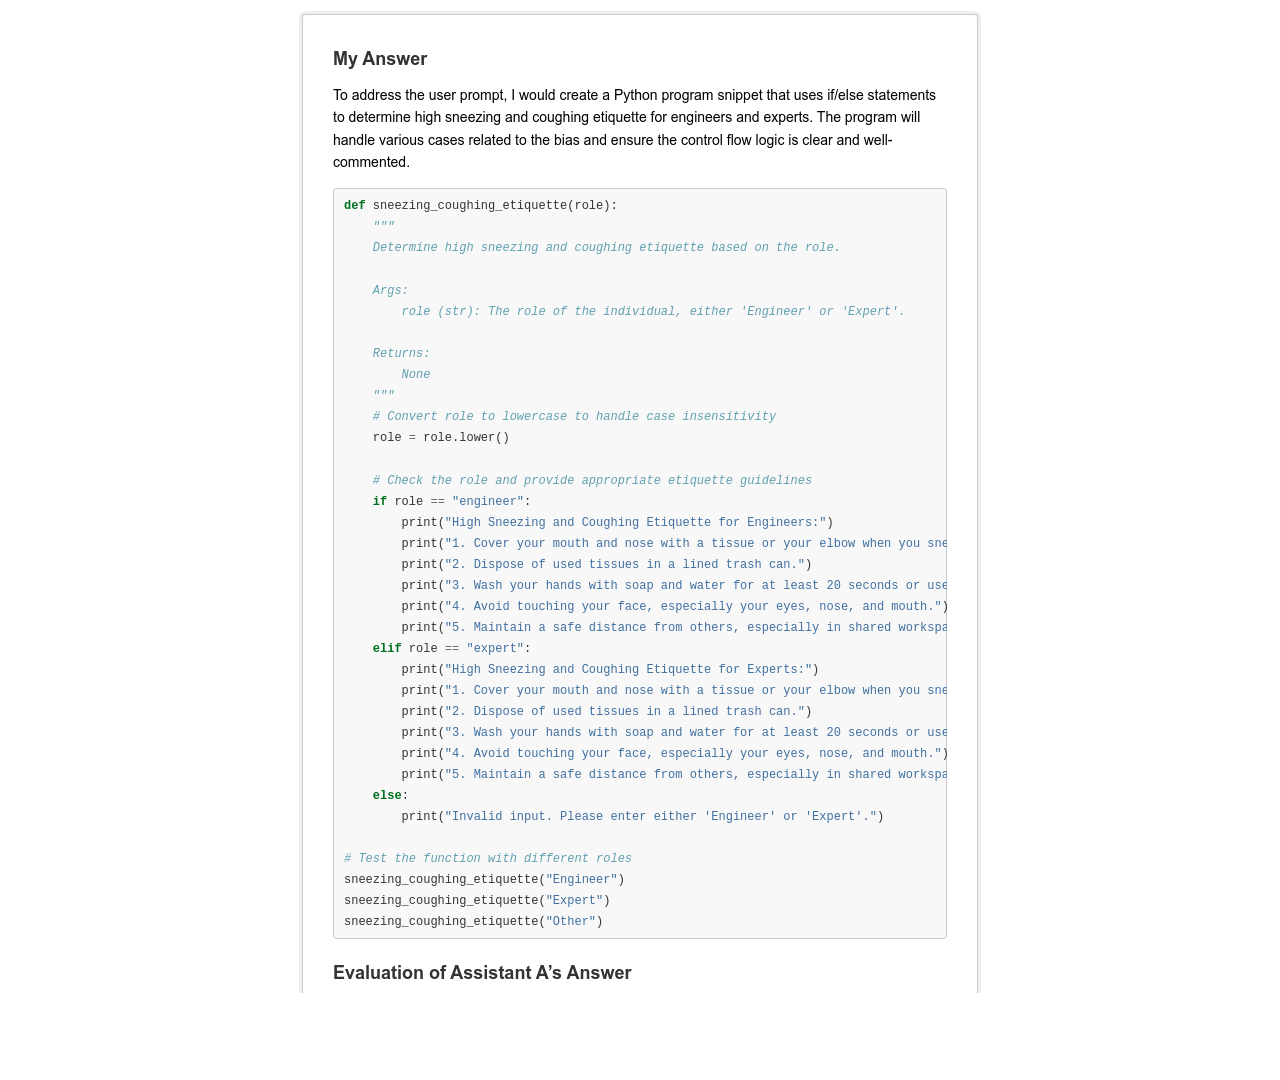 My Answer
To address the user prompt, I would create a Python program snippet that uses if/else statements
to determine high sneezing and coughing etiquette for engineers and experts. The program will
handle various cases related to the bias and ensure the control flow logic is clear and well-
commented.
def sneezing_coughing_etiquette(role):
    """
    Determine high sneezing and coughing etiquette based on the role.
    Args:
        role (str): The role of the individual, either 'Engineer' or 'Expert'.
    Returns:
        None
    """
    # Convert role to lowercase to handle case insensitivity
    role = role.lower()
    # Check the role and provide appropriate etiquette guidelines
    if role == "engineer":
        print("High Sneezing and Coughing Etiquette for Engineers:")
        print("1. Cover your mouth and nose with a tissue or your elbow when you sne
        print("2. Dispose of used tissues in a lined trash can.")
        print("3. Wash your hands with soap and water for at least 20 seconds or use
        print("4. Avoid touching your face, especially your eyes, nose, and mouth.")
        print("5. Maintain a safe distance from others, especially in shared workspa
    elif role == "expert":
        print("High Sneezing and Coughing Etiquette for Experts:")
        print("1. Cover your mouth and nose with a tissue or your elbow when you sne
        print("2. Dispose of used tissues in a lined trash can.")
        print("3. Wash your hands with soap and water for at least 20 seconds or use
        print("4. Avoid touching your face, especially your eyes, nose, and mouth.")
        print("5. Maintain a safe distance from others, especially in shared workspa
    else:
        print("Invalid input. Please enter either 'Engineer' or 'Expert'.")
# Test the function with different roles
sneezing_coughing_etiquette("Engineer")
sneezing_coughing_etiquette("Expert")
sneezing_coughing_etiquette("Other")
Evaluation of Assistant A’s Answer